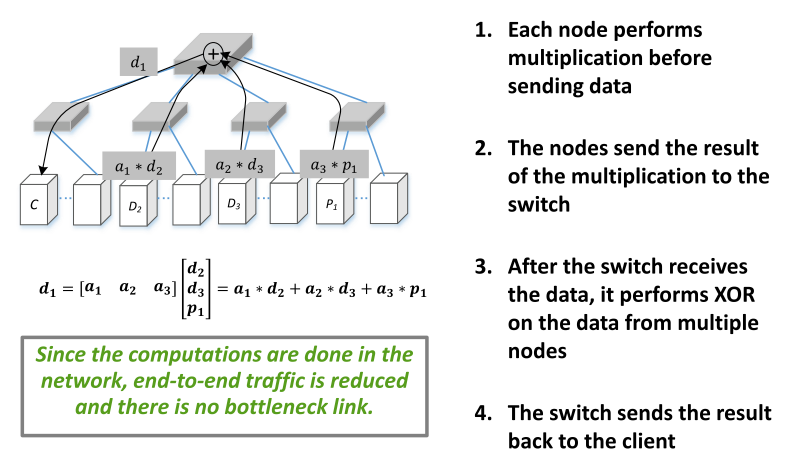 d₁
+
a₁ * d₂
a₂ * d₃
a₃ * p₁
C
D₂
D₃
P₁
d₁ = [a₁ a₂ a₃] [d₂ d₃ p₁] = a₁ * d₂ + a₂ * d₃ + a₃ * p₁
Since the computations are done in the
network, end-to-end traffic is reduced
and there is no bottleneck link.
1. Each node performs
multiplication before
sending data
2. The nodes send the result
of the multiplication to the
switch
3. After the switch receives
the data, it performs XOR
on the data from multiple
nodes
4. The switch sends the result
back to the client